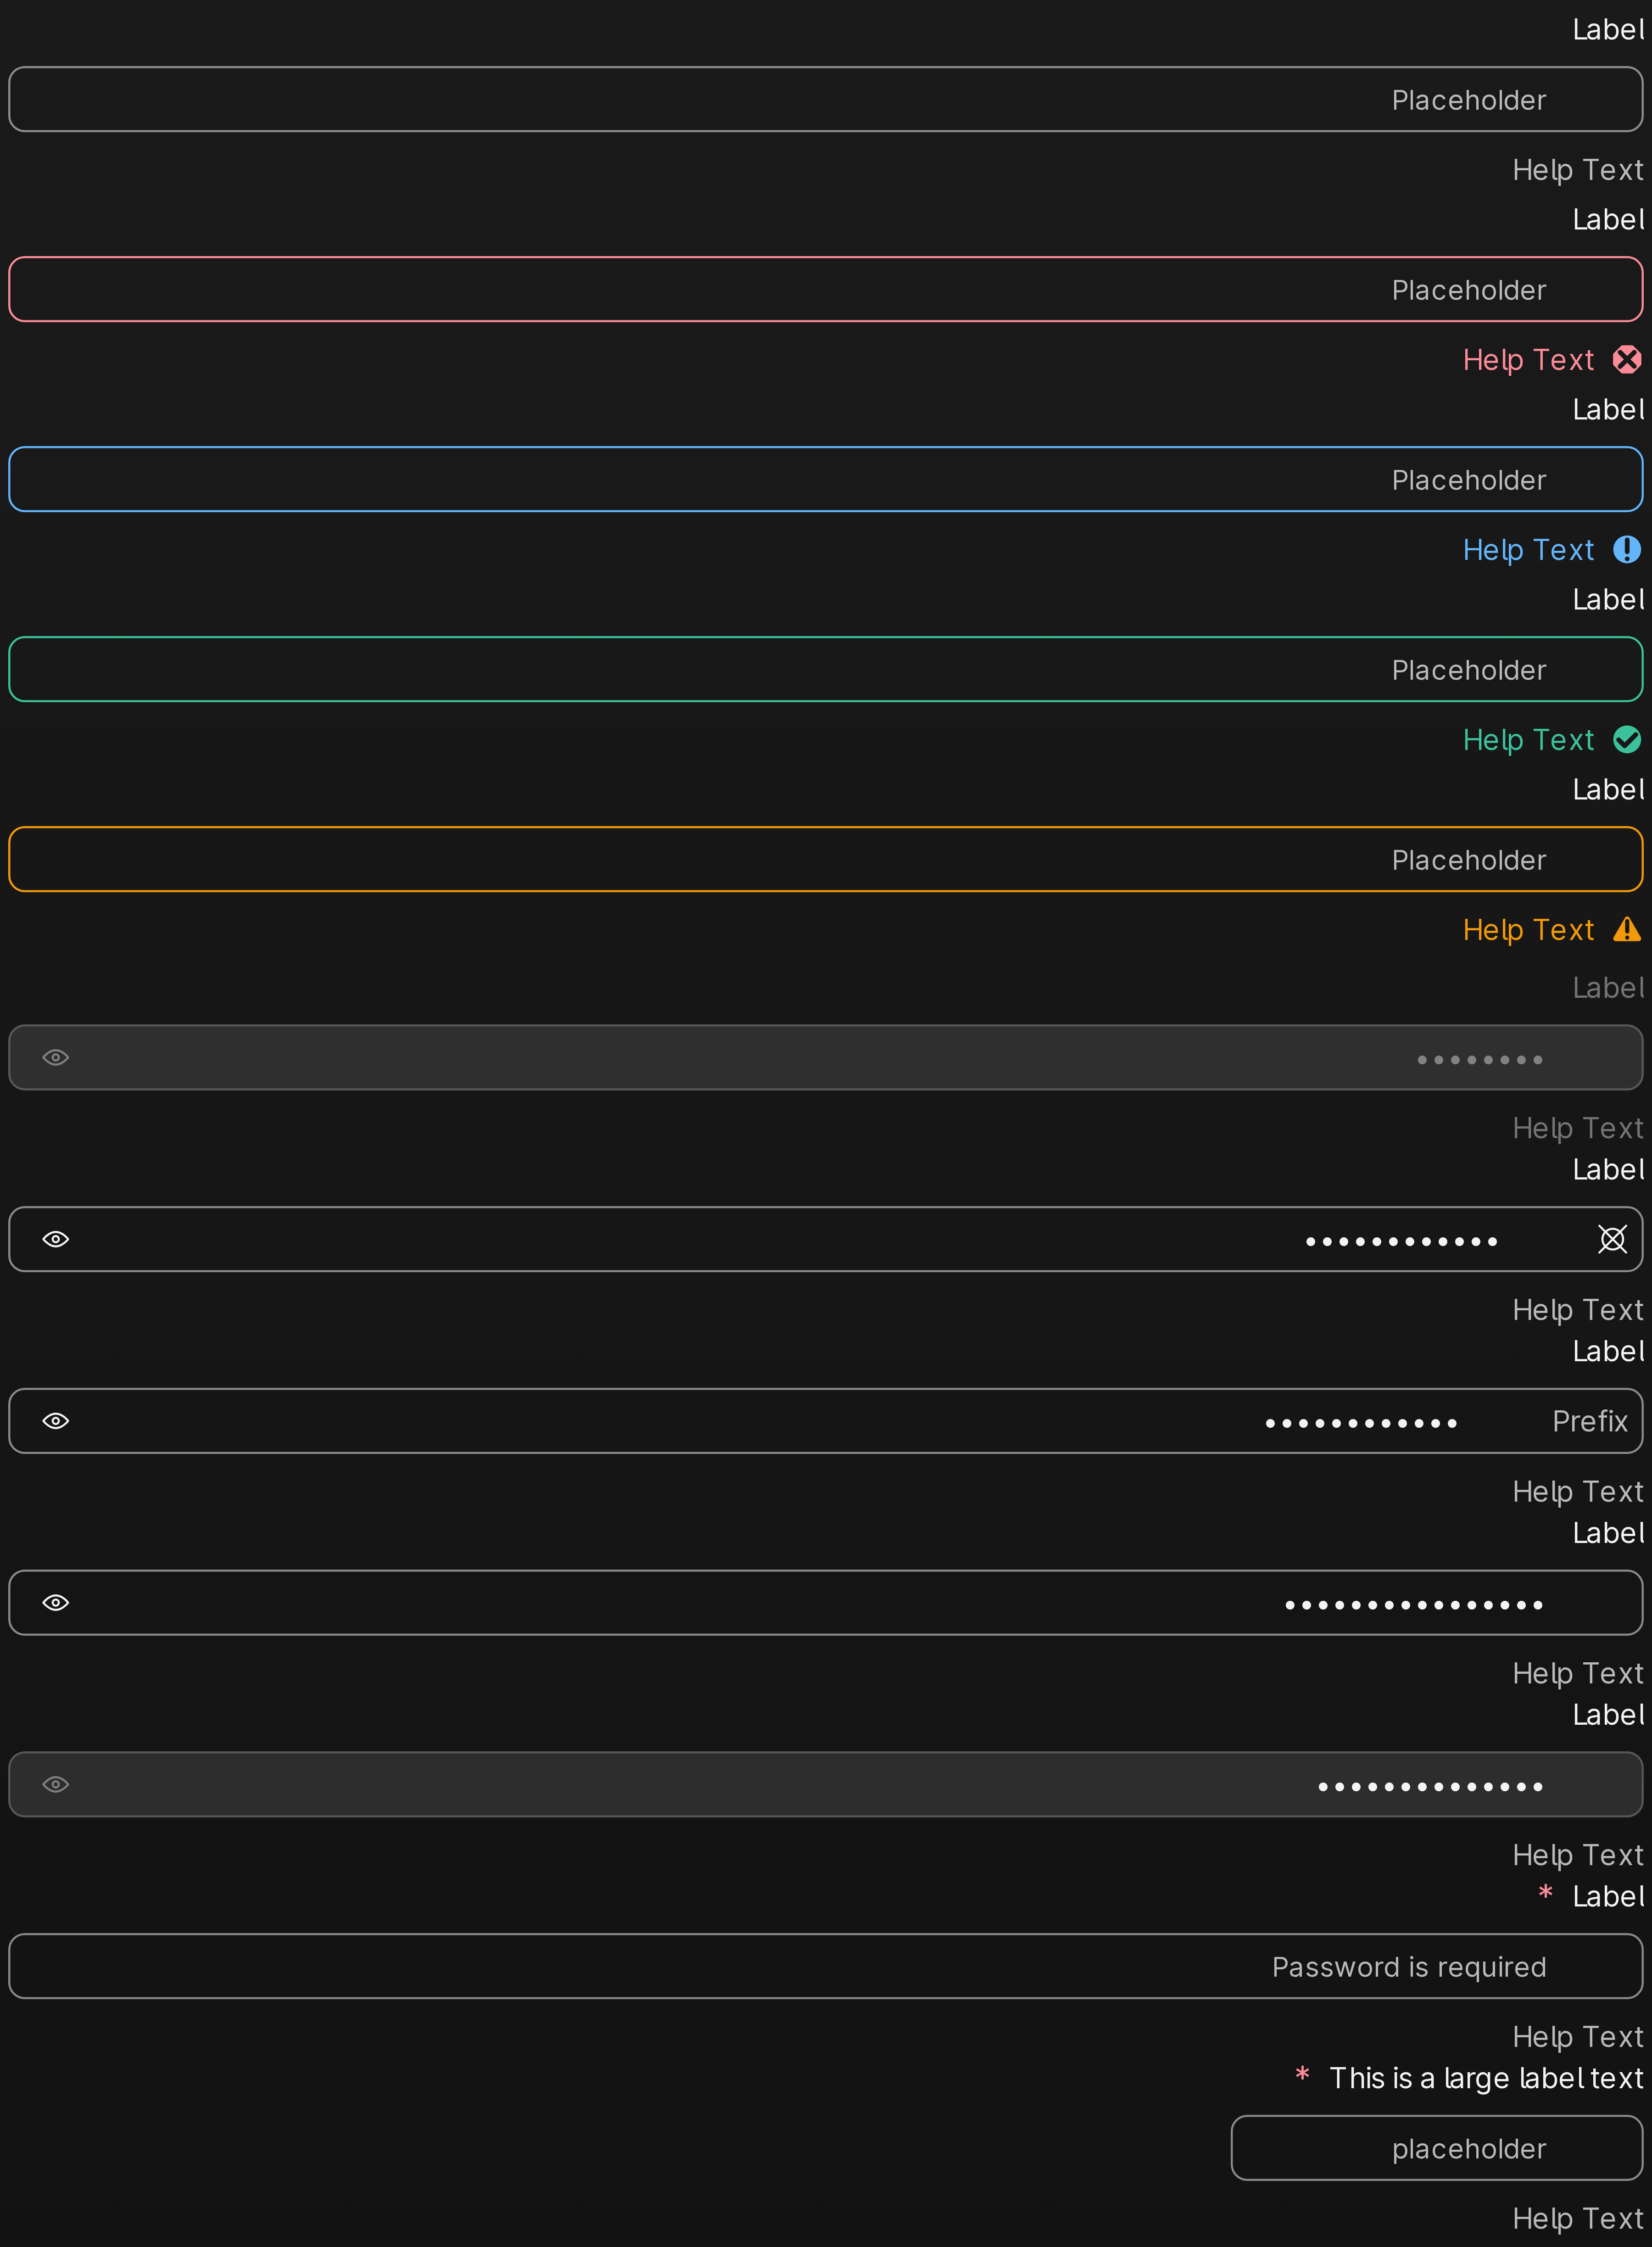 Label
Placeholder
Help Text
Label
Placeholder
Help Text
Label
Placeholder
Help Text
Label
Placeholder
Help Text
Label
Placeholder
Help Text
Label
••••••••
Help Text
Label
••••••••••••
Help Text
Label
Prefix ••••••••••••
Help Text
Label
••••••••••••••••
Help Text
Label
••••••••••••••
Help Text
* Label
Password is required
Help Text
* This is a large label text
placeholder
Help Text